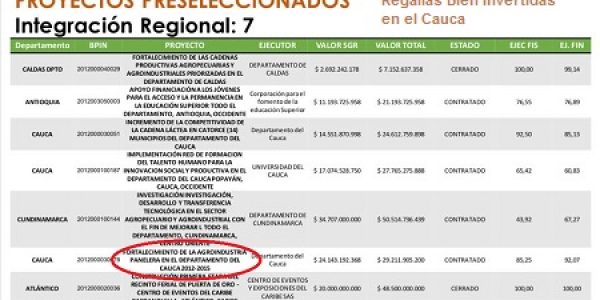 PROYECTOS PRESELECCIONADOS
Integración Regional: 7
Regalías Bien Invertidas
en el Cauca
Departamento BPIN PROYECTO EJECUTOR VALOR SGR VALOR TOTAL ESTADO EJEC FIS EJ. FIN
CALDAS OPTO 2012000040029 FORTALECIMIENTO DE LAS CADENAS PRODUCTIVAS AGROPECUARIAS Y AGROINDUSTRIALES PRIORIZADAS EN EL DEPARTAMENTO DE CALDAS DEPARTAMENTO DE CALDAS $ 2.692.242.178 $ 7.152.637.358 CERRADO 100,00 99,14
ANTIOQUIA 2012000050003 APOYO FINANCIACIÓN A LOS JÓVENES PARA EL ACCESO Y LA PERMANENCIA EN LA EDUCACIÓN SUPERIOR TODO EL DEPARTAMENTO, ANTIOQUIA, OCCIDENTE Corporación para el fomento de la educación Superior $ 11.193.725.958 $ 21.193.725.958 CONTRATADO 76,55 76,89
CAUCA 2012000030051 INCREMENTO DE LA COMPETITIVIDAD DE LA CADENA LÁCTEA EN CATORCE (14) MUNICIPIOS DEL DEPARTAMENTO DEL CAUCA Departamento del Cauca $ 14.551.870.998 $ 24.612.759.898 CONTRATADO 92,50 85,13
CAUCA 2012000100187 IMPLEMENTACIÓN RED DE FORMACION DEL TALENTO HUMANO PARA LA INNOVACION SOCIAL Y PRODUCTIVA EN EL DEPARTAMENTO DEL CAUCA POPAYÁN, CAUCA, OCCIDENTE UNIVERSIDAD DEL CAUCA $ 17.074.528.750 $ 27.765.275.888 CONTRATADO 65,42 60,83
CUNDINAMARCA 2012000100144 INVESTIGACIÓN INVESTIGACIÓN, DESARROLLO Y TRANSFERENCIA TECNOLÓGICA EN EL SECTOR AGROPECUARIO Y AGROINDUSTRIAL CON EL FIN DE MEJORAR L TODO EL DEPARTAMENTO, CUNDINAMARCA, CENTRO ORIENTE DEPARTAMENTO DE CUNDINAMARCA $ 34.707.000.000 $ 50.514.796.439 CONTRATADO 43,92 67,27
CAUCA FORTALECIMIENTO DE LA AGROINDUSTRIA PANELERA EN EL DEPARTAMENTO DEL CAUCA 2012-2015 Departamento del Cauca $ 24.143.192.368 $ 29.211.905.200 CONTRATADO 85,25 92,07
ATLÁNTICO 2012000020036 CONSTRUCCIÓN PRIMERA RECINTO FERIAL DE PUERTA DE ORO - CENTRO DE EVENTOS DEL CARIBE CENTRO DE EVENTOS Y EXPOSICIONES DEL CARIBE $ 20.000.000.000 $ 48.500.000.000 CERRADO 100,00 100,00